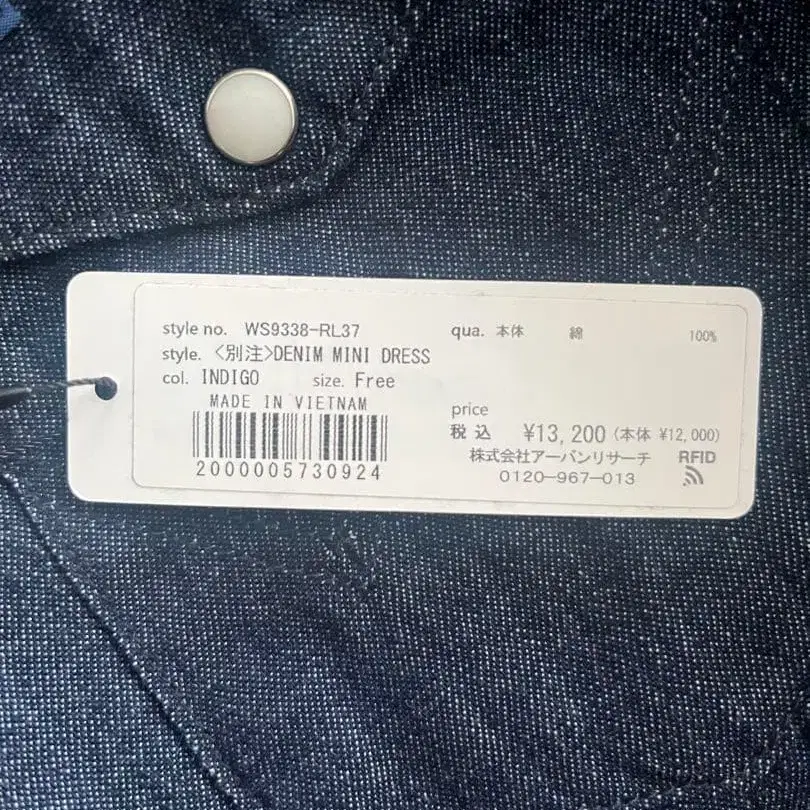 style no. WS9338-RL37
style. <別注>DENIM MINI DRESS
col. INDIGO size. Free
MADE IN VIETNAM
2000005730924
qua. 本体 綿 100%
price
税込 ¥13,200 (本体 ¥12,000)
株式会社アーバンリサーチ RFID
0120-967-013